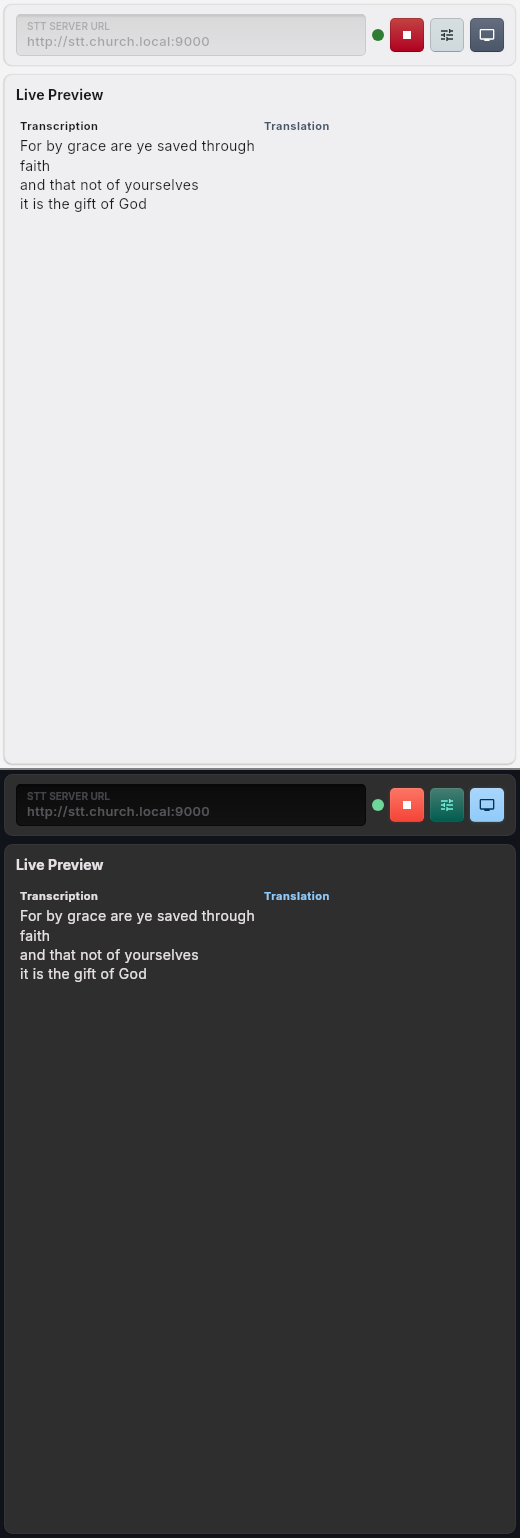 STT SERVER URL
http://stt.church.local:9000
Live Preview
Transcription
Translation
For by grace are ye saved through
faith
and that not of yourselves
it is the gift of God
STT SERVER URL
http://stt.church.local:9000
Live Preview
Transcription
Translation
For by grace are ye saved through
faith
and that not of yourselves
it is the gift of God